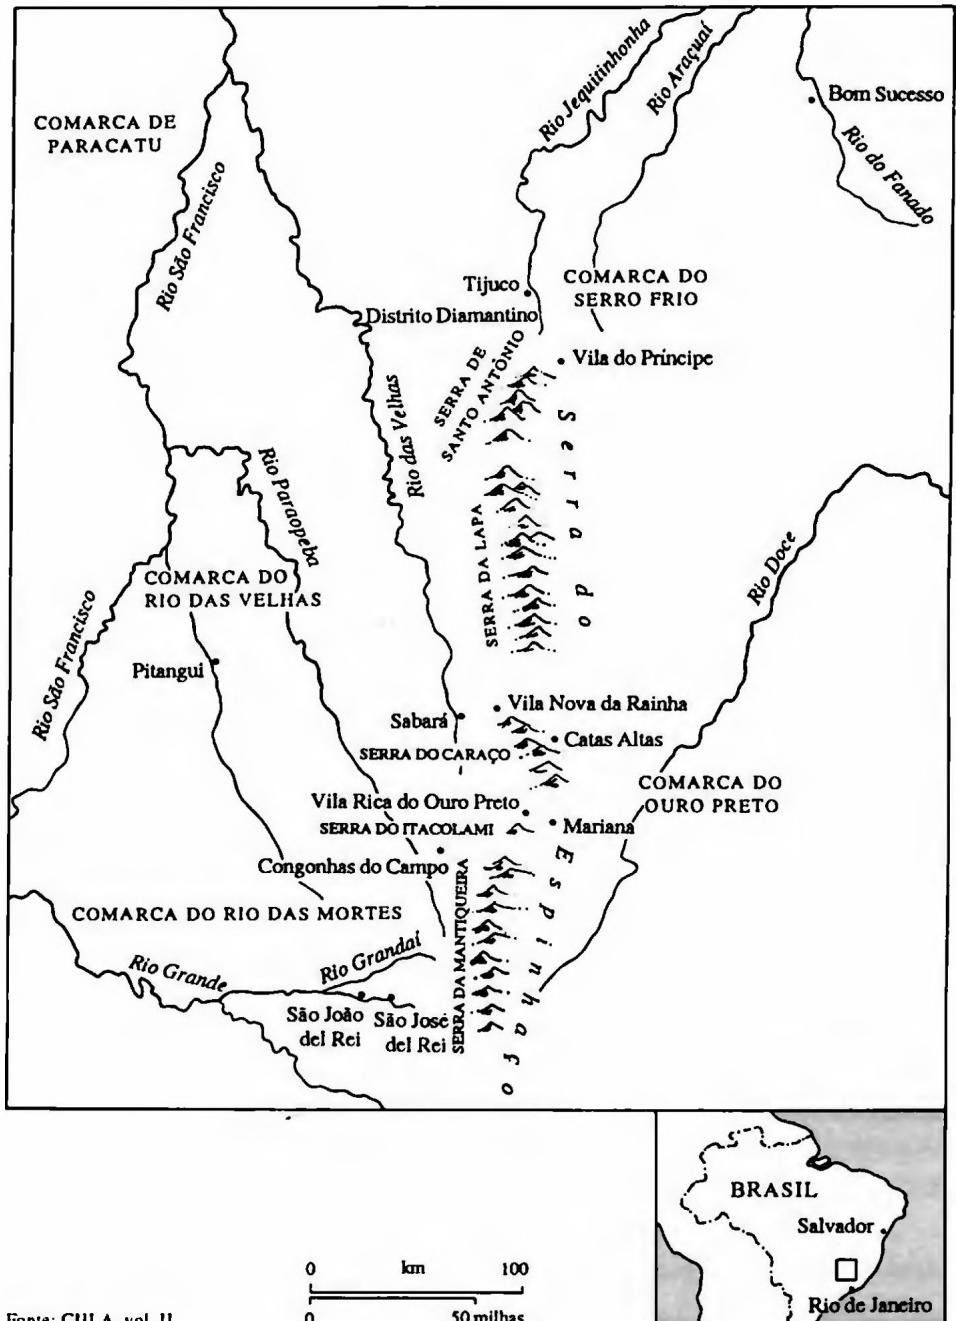 Rio Jequitinhonha
Rio Araçuaí
Bom Sucesso
COMARCA DE
PARACATU
Rio do Fanado
Rio São Francisco
Tijuco
COMARCA DO
SERRO FRIO
Distrito Diamantino
SERRA DE
SANTO ANTÔNIO
Vila do Príncipe
Rio das Velhas
Serra do
Rio Paraopeba
SERRA DA LAPA
Rio Doce
COMARCA DO
RIO DAS VELHAS
Rio São Francisco
Pitangui
Sabará
Vila Nova da Rainha
SERRA DO CARAÇO
Catas Altas
COMARCA DO
OURO PRETO
Vila Rica do Ouro Preto
SERRA DO ITACOLAMI
Mariana
Congonhas do Campo
Espinhaço
COMARCA DO RIO DAS MORTES
SERRA DA MANTIQUEIRA
Rio Grande
Rio Grandaí
São João
del Rei
São José
del Rei
BRASIL
Salvador
Rio de Janeiro
0 km 100
0 50 milhas
Fonte: CHLA, vol. II